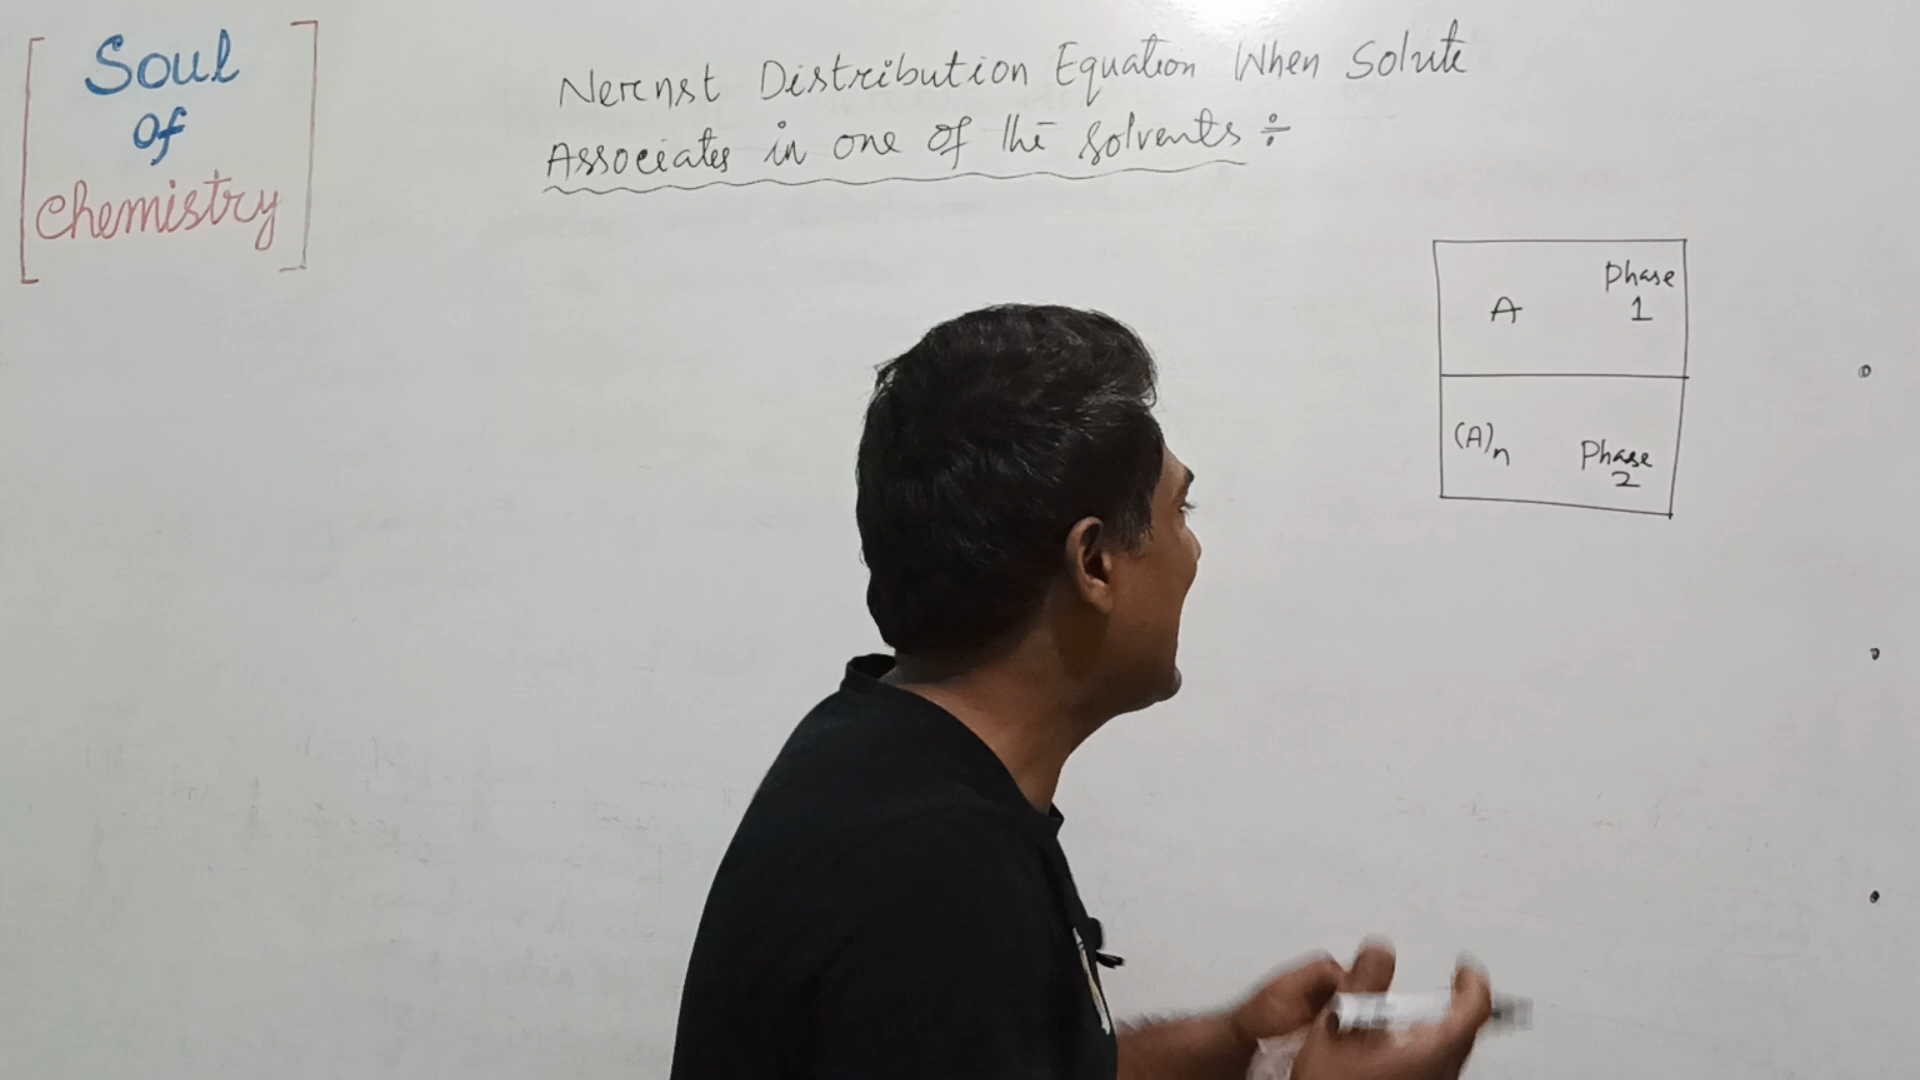 Soul
of
Chemistry
Nernst Distribution Equation When Solute
Associates in one of the solvents ÷
Phase
A 1
(A)n Phase
2